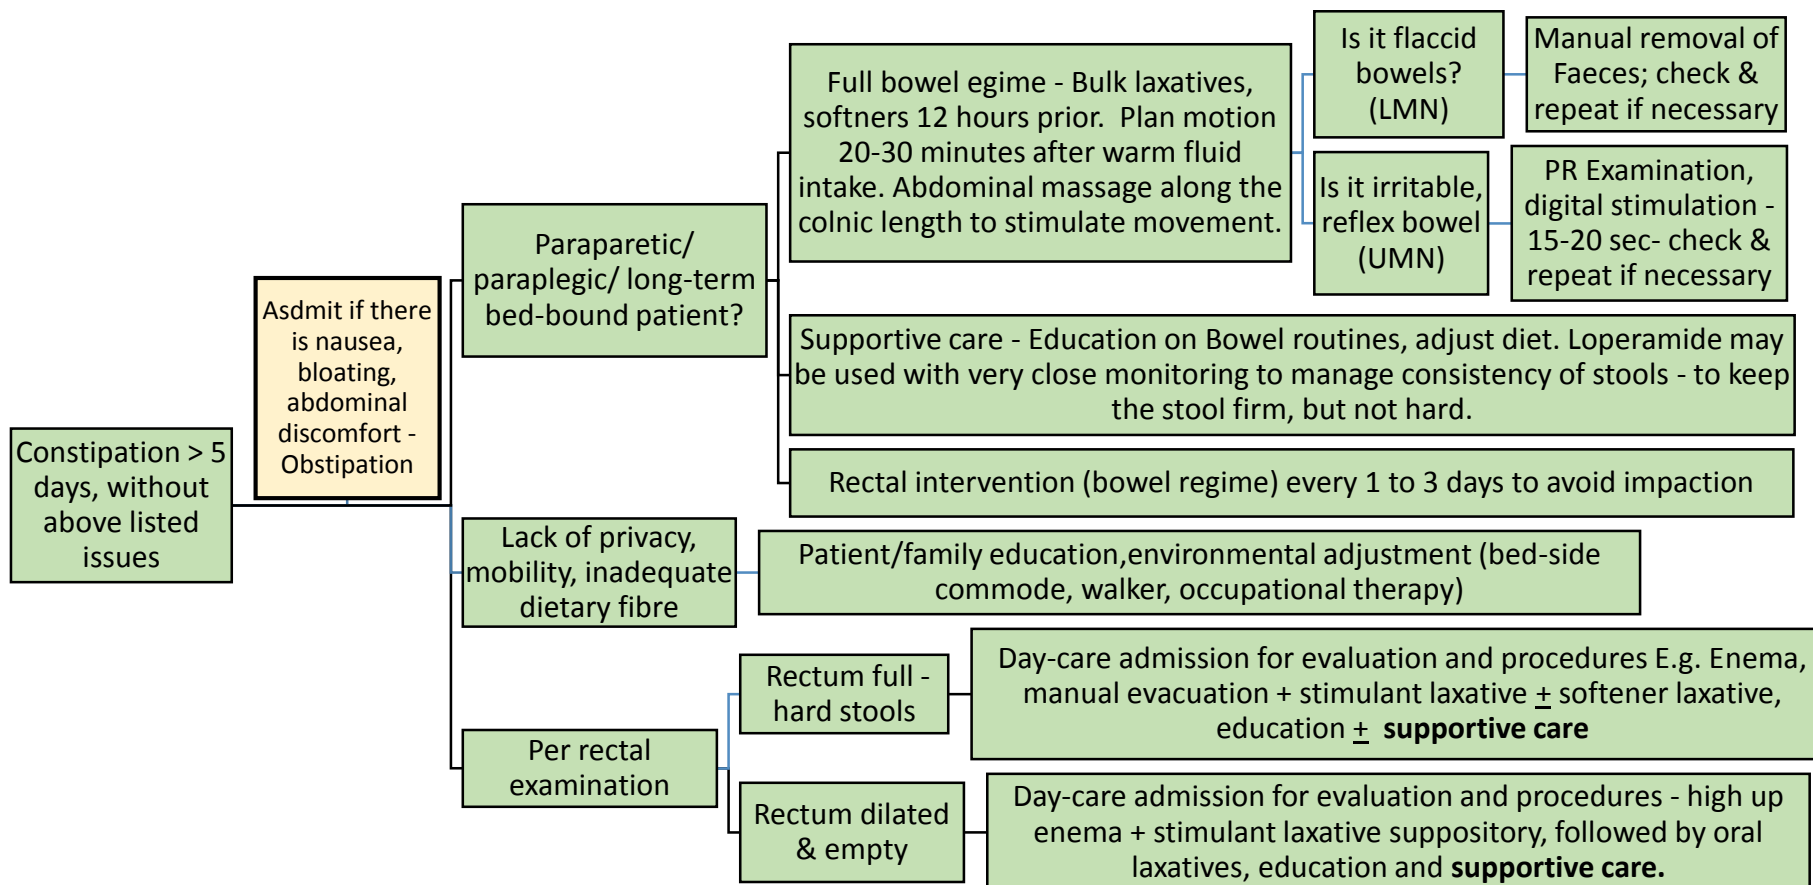 Constipation > 5
days, without
above listed
issues
Asdmit if there
is nausea,
bloating,
abdominal
discomfort -
Obstipation
Paraparetic/
paraplegic/ long-term
bed-bound patient?
Full bowel egime - Bulk laxatives,
softners 12 hours prior. Plan motion
20-30 minutes after warm fluid
intake. Abdominal massage along the
colnic length to stimulate movement.
Is it flaccid
bowels?
(LMN)
Manual removal of
Faeces; check &
repeat if necessary
Is it irritable,
reflex bowel
(UMN)
PR Examination,
digital stimulation -
15-20 sec- check &
repeat if necessary
Supportive care - Education on Bowel routines, adjust diet. Loperamide may
be used with very close monitoring to manage consistency of stools - to keep
the stool firm, but not hard.
Rectal intervention (bowel regime) every 1 to 3 days to avoid impaction
Lack of privacy,
mobility, inadequate
dietary fibre
Patient/family education,environmental adjustment (bed-side
commode, walker, occupational therapy)
Per rectal
examination
Rectum full -
hard stools
Day-care admission for evaluation and procedures E.g. Enema,
manual evacuation + stimulant laxative ± softener laxative,
education ± supportive care
Rectum dilated
& empty
Day-care admission for evaluation and procedures - high up
enema + stimulant laxative suppository, followed by oral
laxatives, education and supportive care.